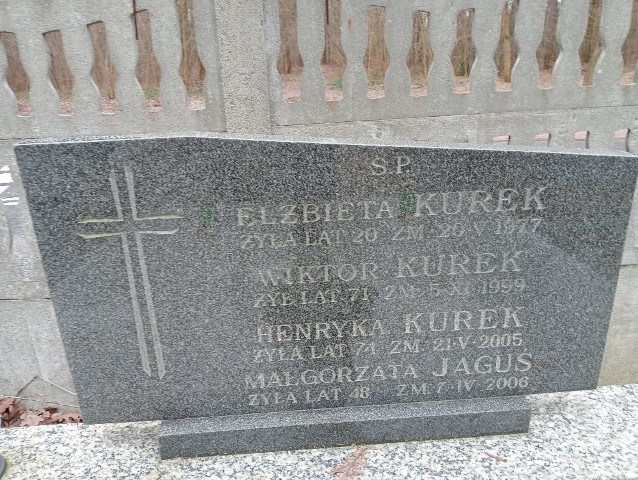 Ś.P.
ELŻBIETA KUREK
ŻYŁA LAT 20 ZM. 26 V 1977
WIKTOR KUREK
ŻYŁ LAT 71 ZM. 5 XI 1999
HENRYKA KUREK
ŻYŁA LAT 74 ZM. 21-V-2005
MAŁGORZATA JAGUS
ŻYŁA LAT 48 ZM. 7-IV 2006